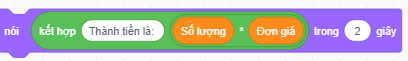 nói kết hợp Thành tiền là: Số lượng * Đơn giá trong 2 giây